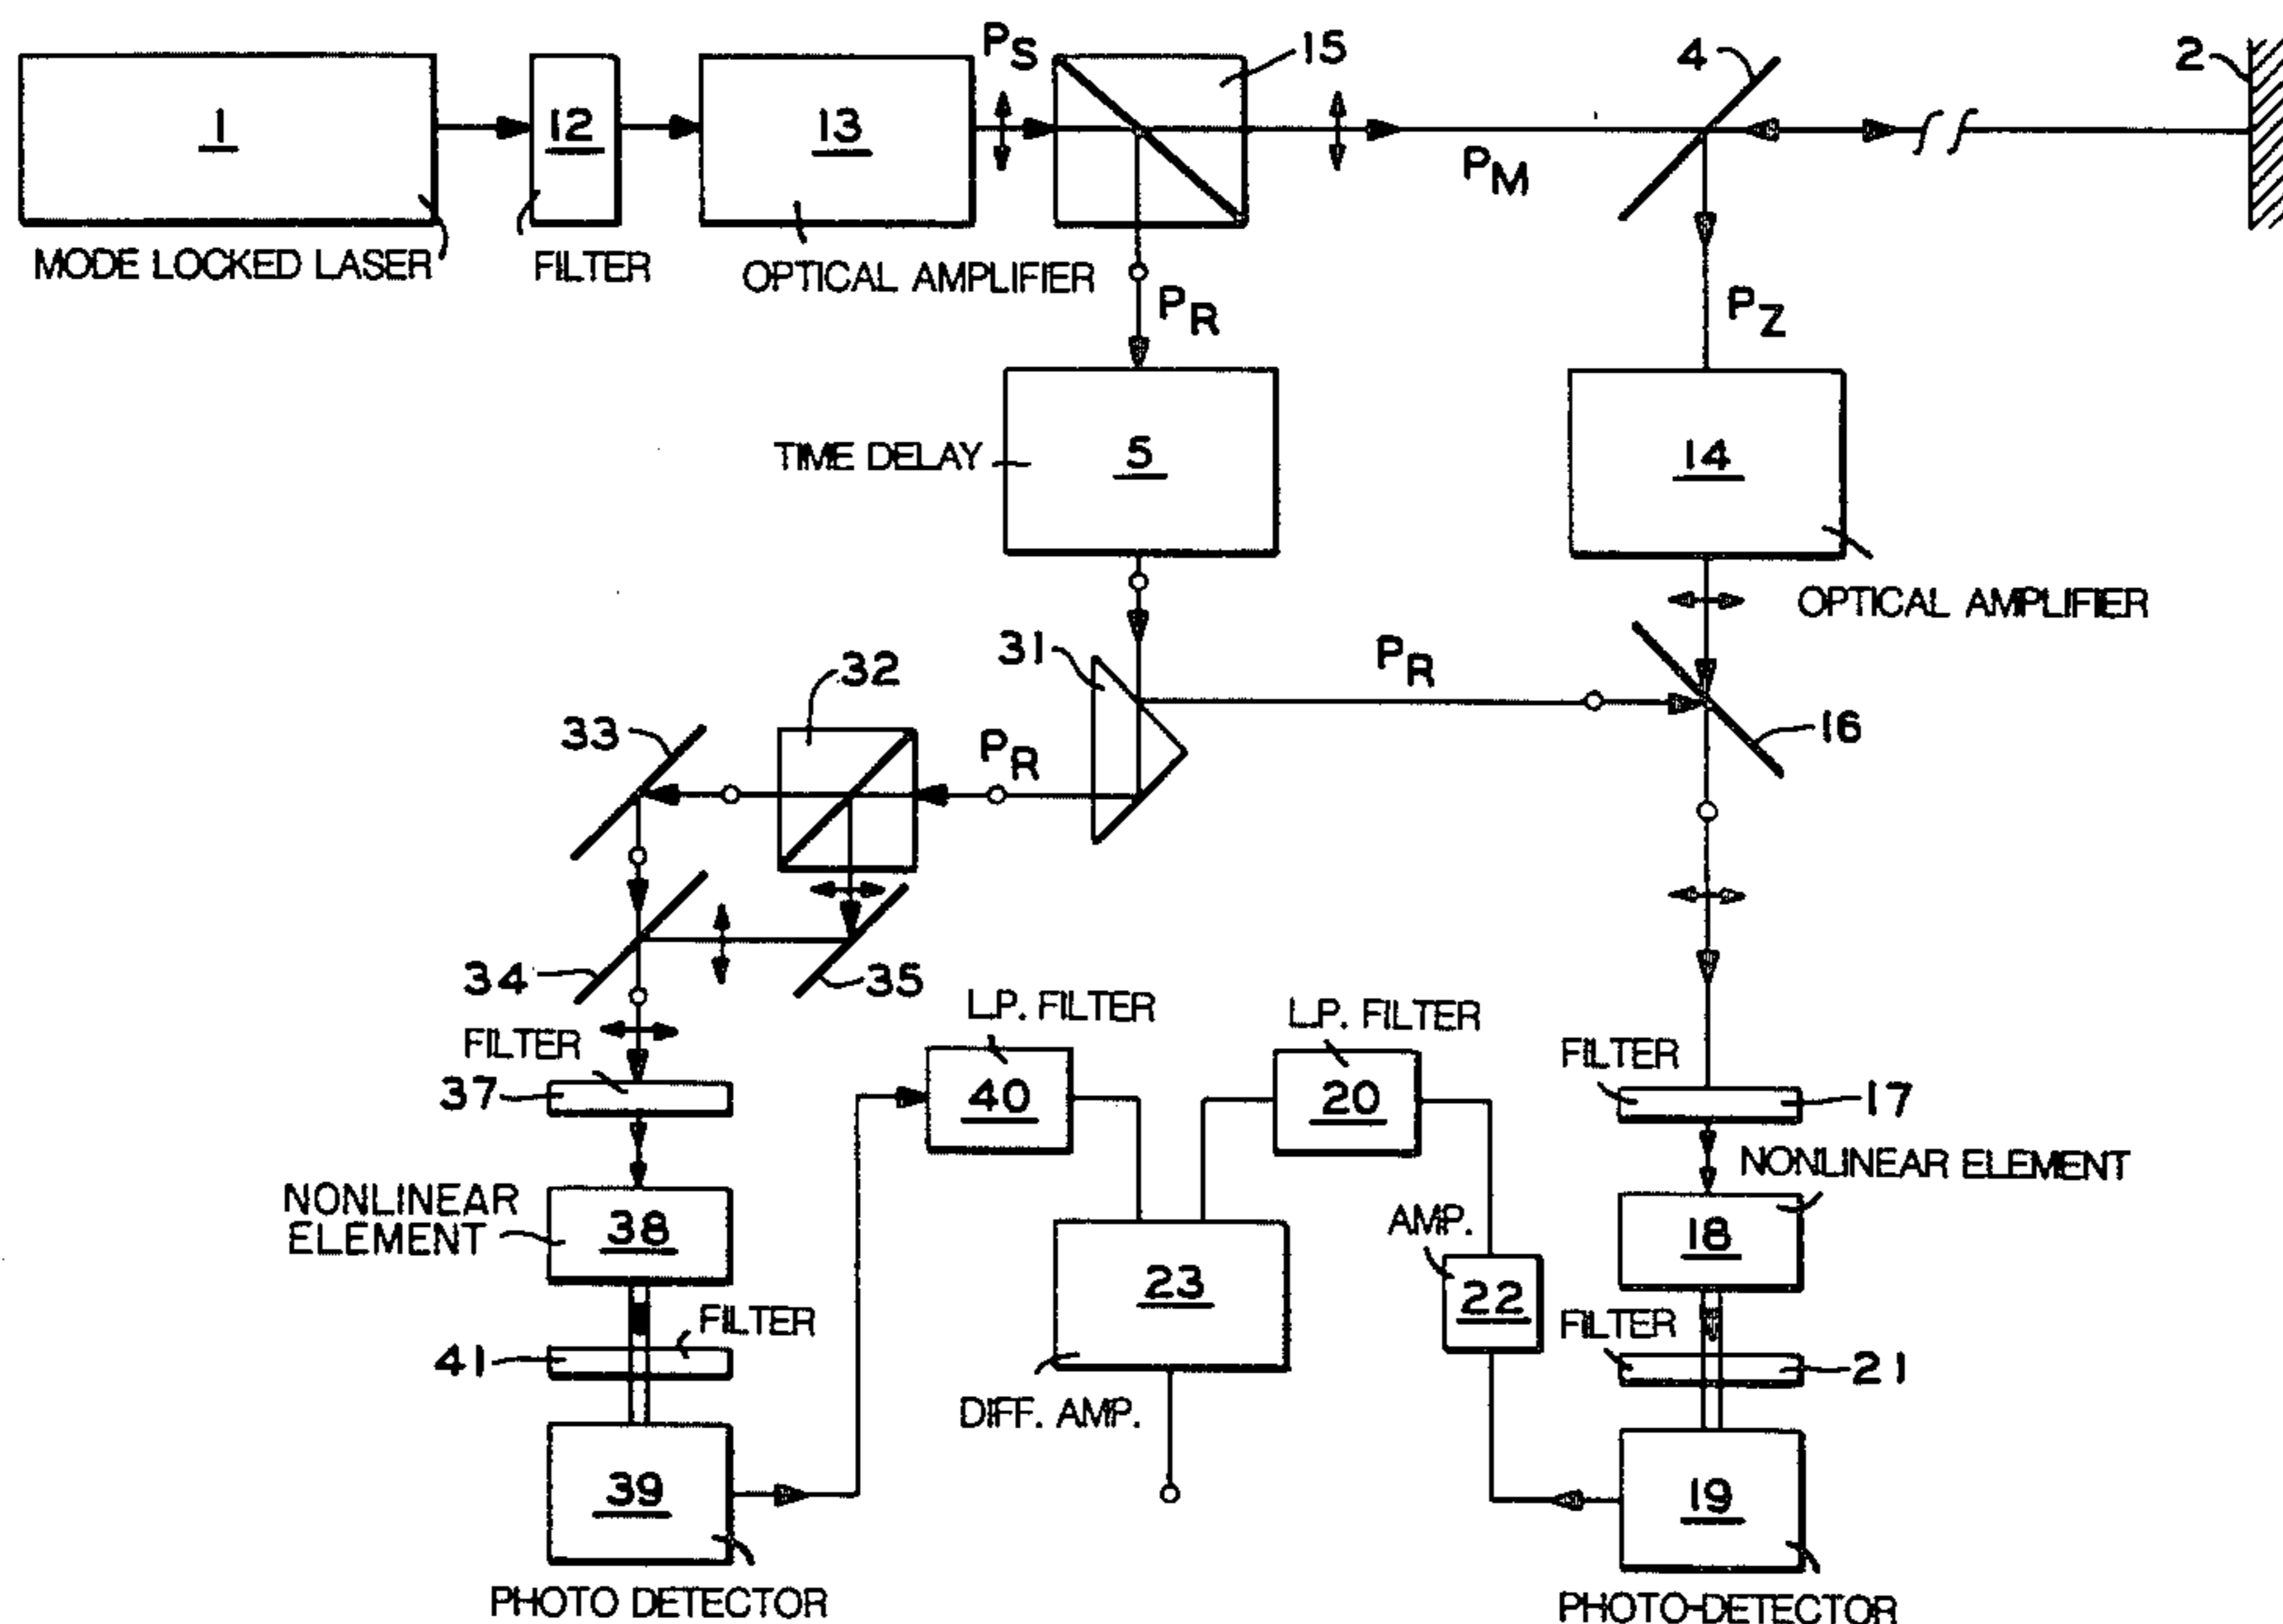 1
MODE LOCKED LASER
12
FILTER
13
OPTICAL AMPLIFIER
PS
15
PM
4
2
PR
PZ
TIME DELAY
5
14
OPTICAL AMPLIFIER
31
PR
16
32
33
PR
34
35
FILTER
37
L.P. FILTER
40
L.P. FILTER
20
FILTER
17
NONLINEAR ELEMENT
NONLINEAR
ELEMENT
38
AMP.
22
18
23
DIFF. AMP.
FILTER
41
FILTER
21
39
PHOTO DETECTOR
19
PHOTO-DETECTOR